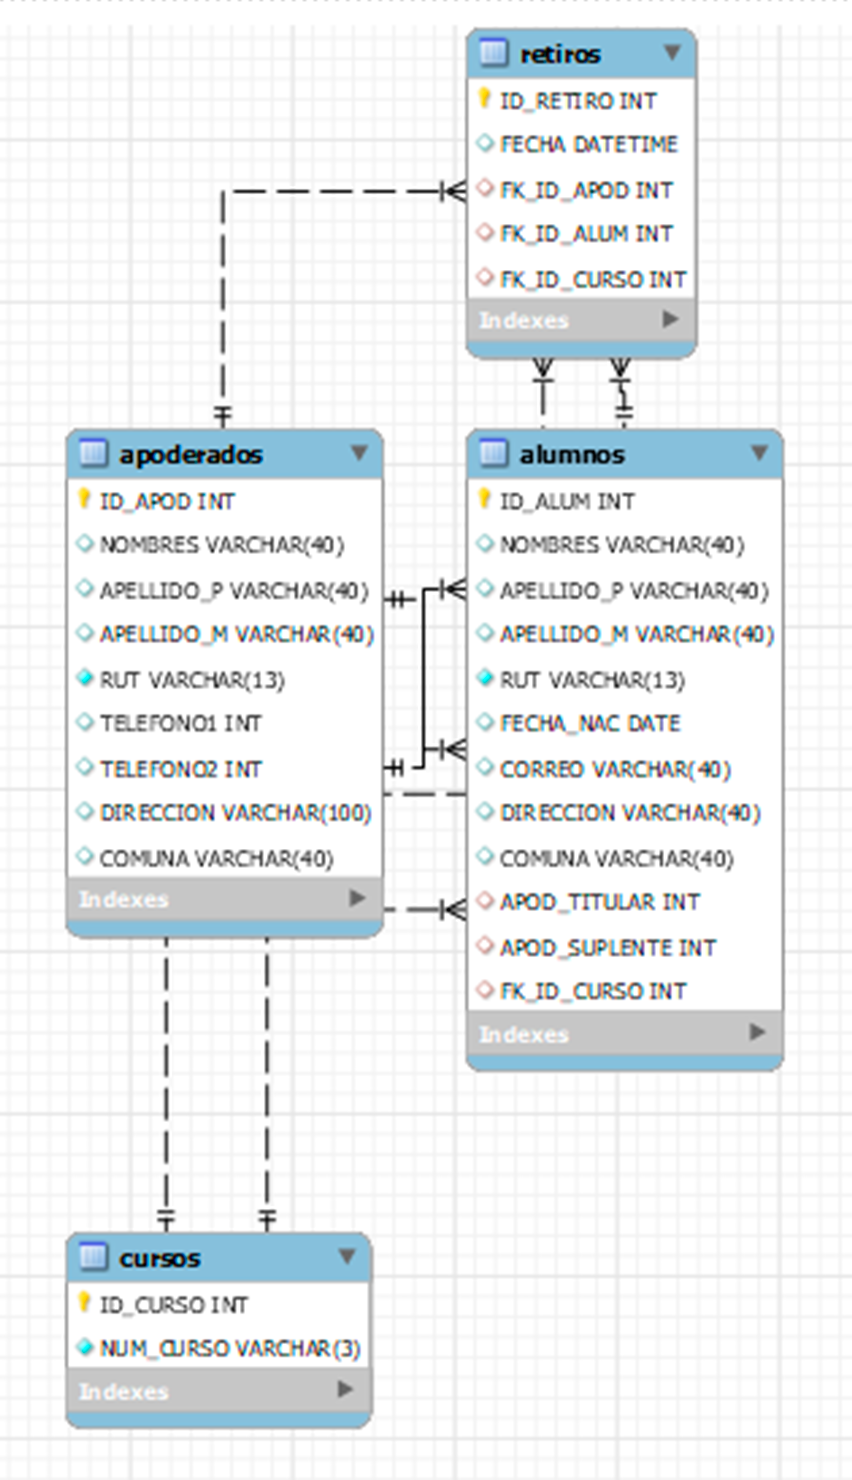 retiros
ID_RETIRO INT
FECHA DATETIME
FK_ID_APOD INT
FK_ID_ALUM INT
FK_ID_CURSO INT
Indexes
apoderados
ID_APOD INT
NOMBRES VARCHAR(40)
APELLIDO_P VARCHAR(40)
APELLIDO_M VARCHAR(40)
RUT VARCHAR(13)
TELEFONO1 INT
TELEFONO2 INT
DIRECCION VARCHAR(100)
COMUNA VARCHAR(40)
Indexes
alumnos
ID_ALUM INT
NOMBRES VARCHAR(40)
APELLIDO_P VARCHAR(40)
APELLIDO_M VARCHAR(40)
RUT VARCHAR(13)
FECHA_NAC DATE
CORREO VARCHAR(40)
DIRECCION VARCHAR(40)
COMUNA VARCHAR(40)
APOD_TITULAR INT
APOD_SUPLENTE INT
FK_ID_CURSO INT
Indexes
cursos
ID_CURSO INT
NUM_CURSO VARCHAR(3)
Indexes